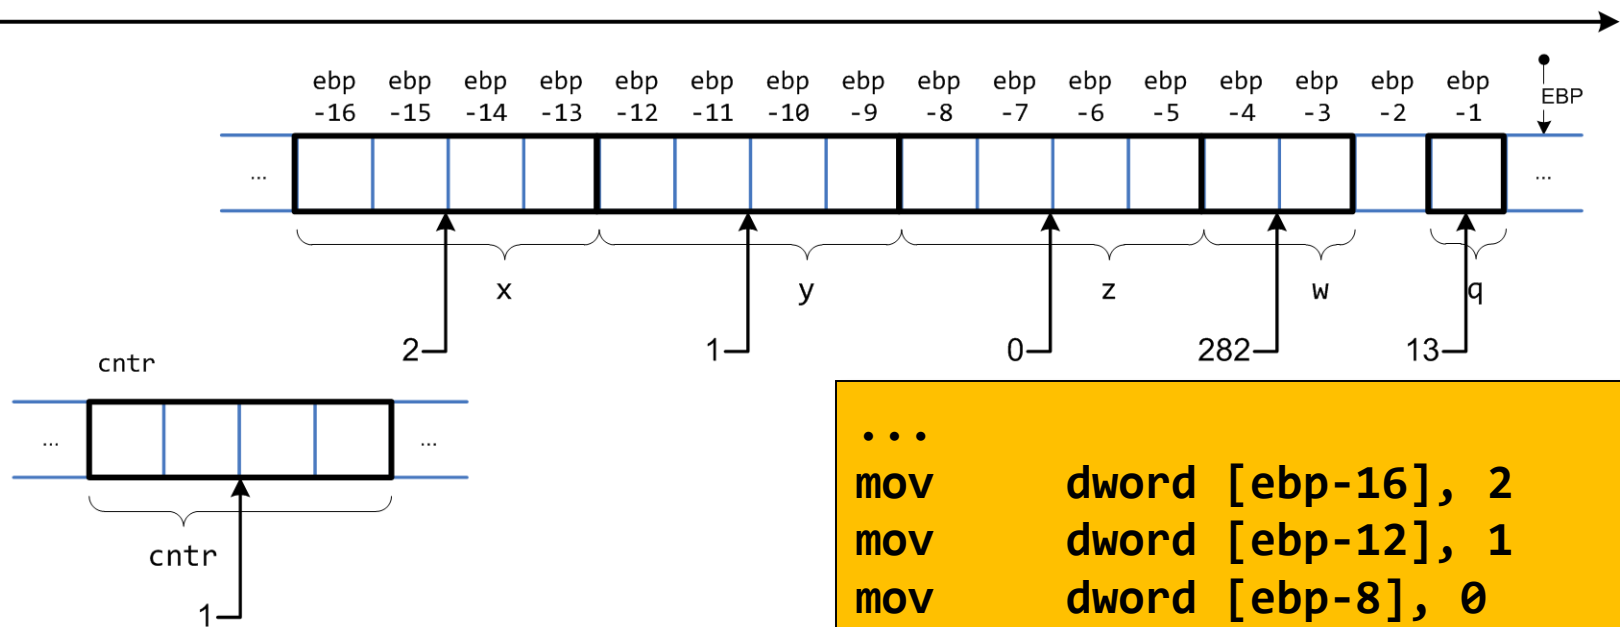 ebp ebp ebp ebp ebp ebp ebp ebp ebp ebp ebp ebp ebp ebp ebp ebp
-16 -15 -14 -13 -12 -11 -10 -9 -8 -7 -6 -5 -4 -3 -2 -1
EBP
... ...
x y z w q
2 1 0 282 13
cntr
... ...
cntr
1
...
mov dword [ebp-16], 2
mov dword [ebp-12], 1
mov dword [ebp-8], 0